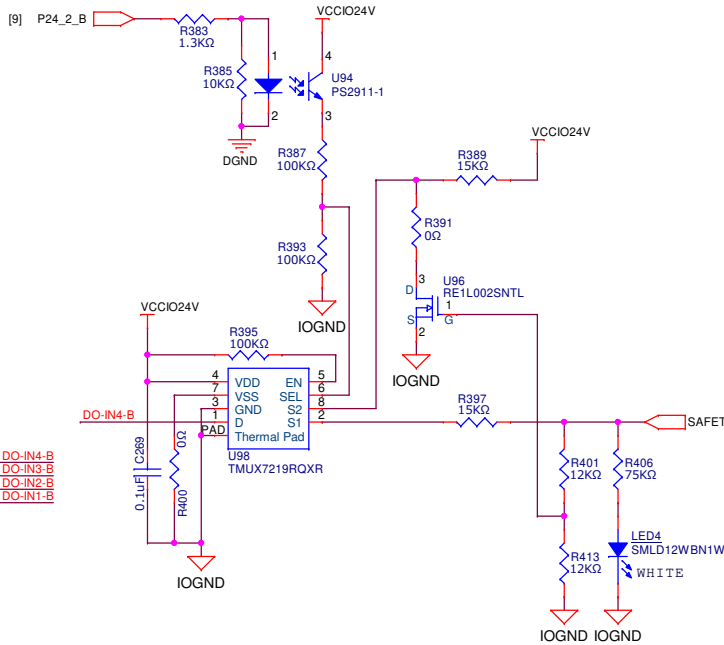 [9] P24_2_B
R383
1.3KΩ
VCCIO24V
R385
10KΩ
1
2
4
3
U94
PS2911-1
DGND
R387
100KΩ
R393
100KΩ
IOGND
VCCIO24V
R389
15KΩ
R391
0Ω
U96
RE1L002SNTL
3
D
1
G
S
2
IOGND
VCCIO24V
R395
100KΩ
4 VDD EN 5
7 VSS SEL 6
3 GND S2 8
1 D S1 2
PAD Thermal Pad
U98
TMUX7219RQXR
DO-IN4-B
DO-IN4-B
DO-IN3-B
DO-IN2-B
DO-IN1-B
C269
0.1uF
0Ω
R400
IOGND
R397
15KΩ
SAFET
R401
12KΩ
R406
75KΩ
R413
12KΩ
LED4
SMLD12WBN1W
WHITE
IOGND IOGND